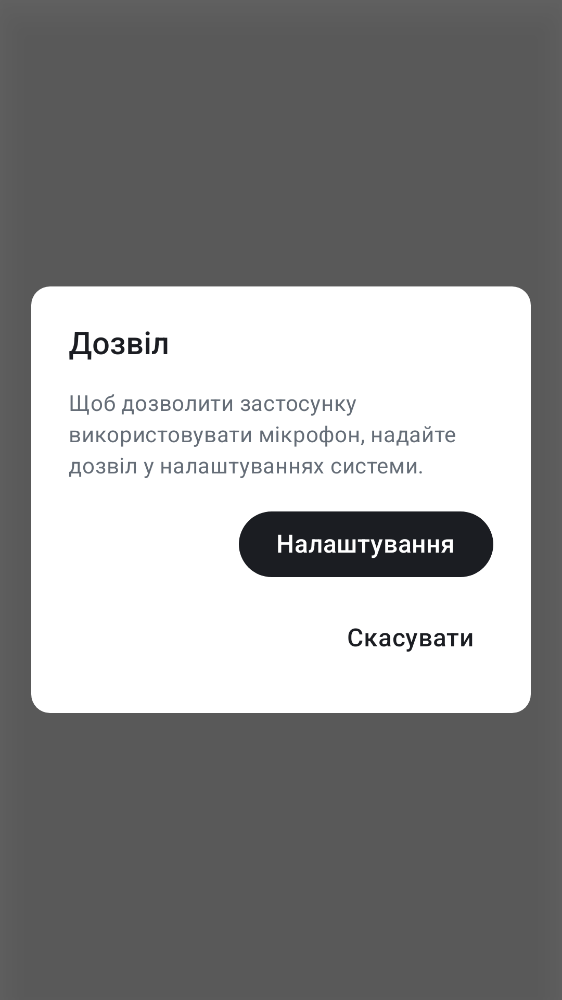 Дозвіл
Щоб дозволити застосунку
використовувати мікрофон, надайте
дозвіл у налаштуваннях системи.
Налаштування
Скасувати